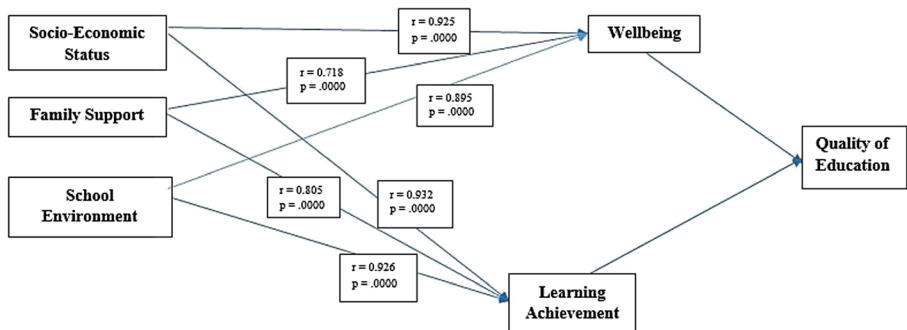 Socio-Economic
Status
r = 0.925
p = .0000
Wellbeing
r = 0.718
p = .0000
Family Support
r = 0.895
p = .0000
Quality of
Education
School
Environment
r = 0.805
p = .0000
r = 0.932
p = .0000
r = 0.926
p = .0000
Learning
Achievement